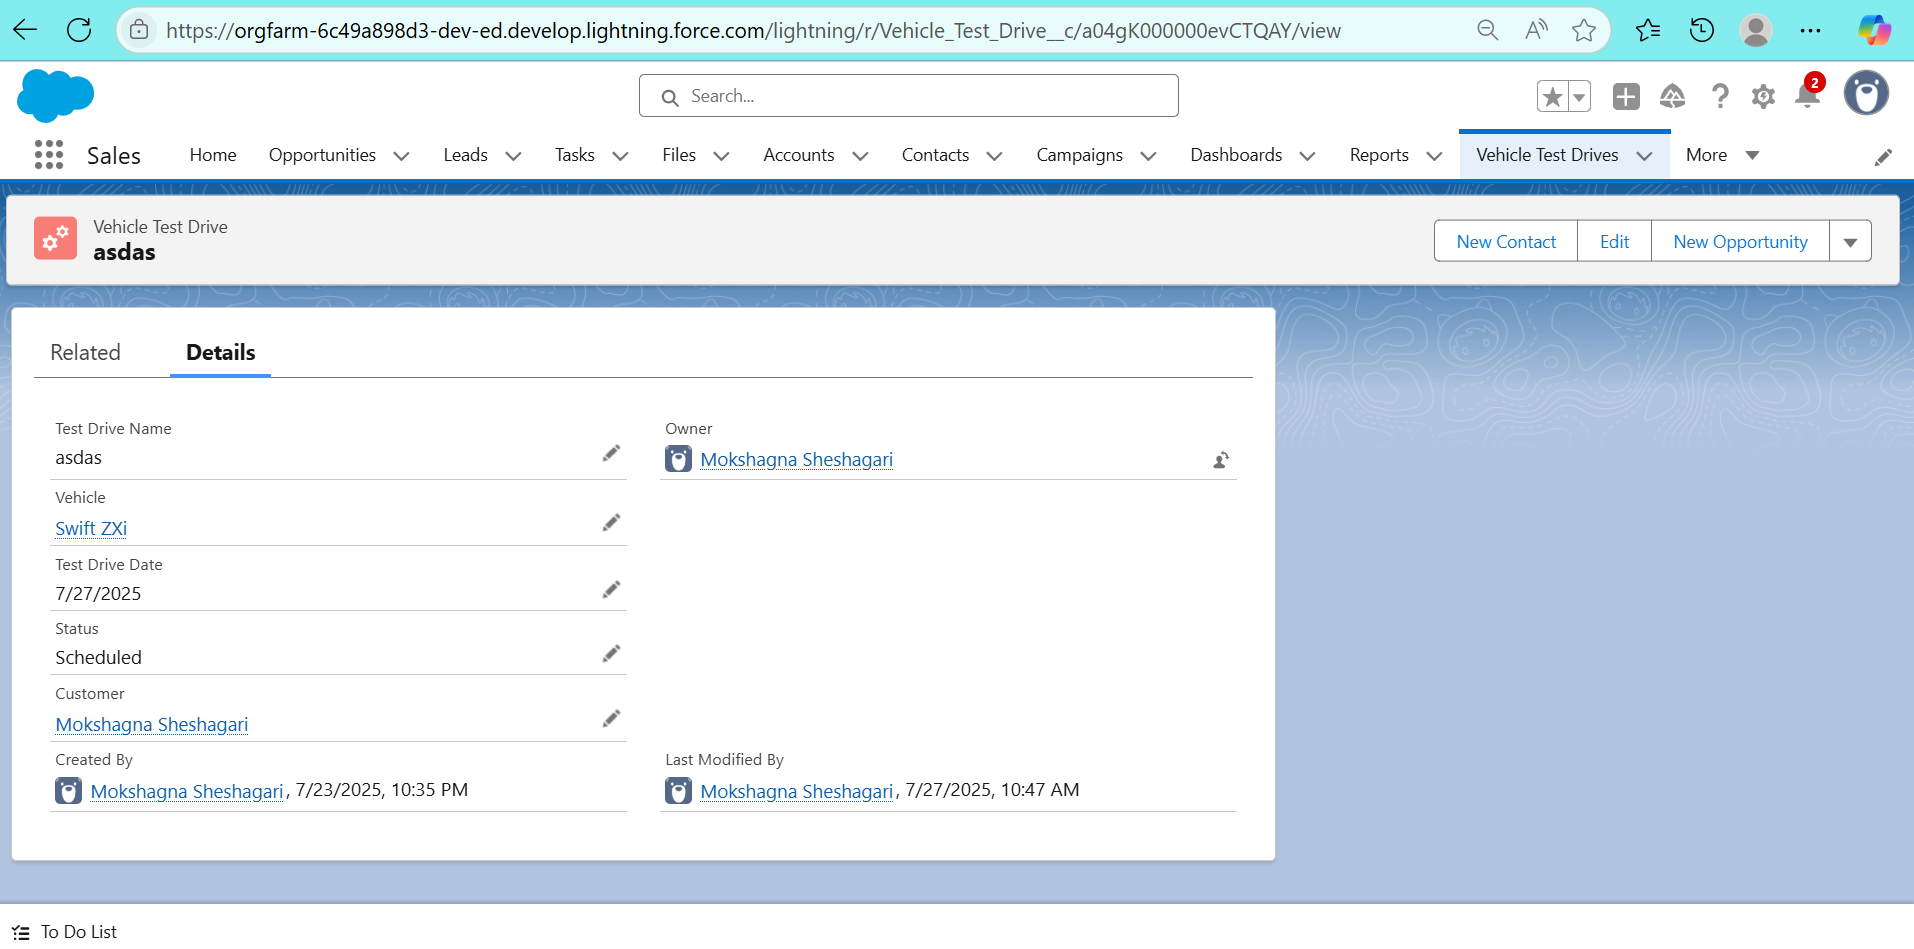 https://orgfarm-6c49a898d3-dev-ed.develop.lightning.force.com/lightning/r/Vehicle_Test_Drive__c/a04gK000000evCTQAY/view
Search...
2
Sales Home Opportunities Leads Tasks Files Accounts Contacts Campaigns Dashboards Reports Vehicle Test Drives More
Vehicle Test Drive
asdas
New Contact Edit New Opportunity
Related Details
Test Drive Name
asdas
Owner
Mokshagna Sheshagari
Vehicle
Swift ZXi
Test Drive Date
7/27/2025
Status
Scheduled
Customer
Mokshagna Sheshagari
Created By
Mokshagna Sheshagari, 7/23/2025, 10:35 PM
Last Modified By
Mokshagna Sheshagari, 7/27/2025, 10:47 AM
To Do List